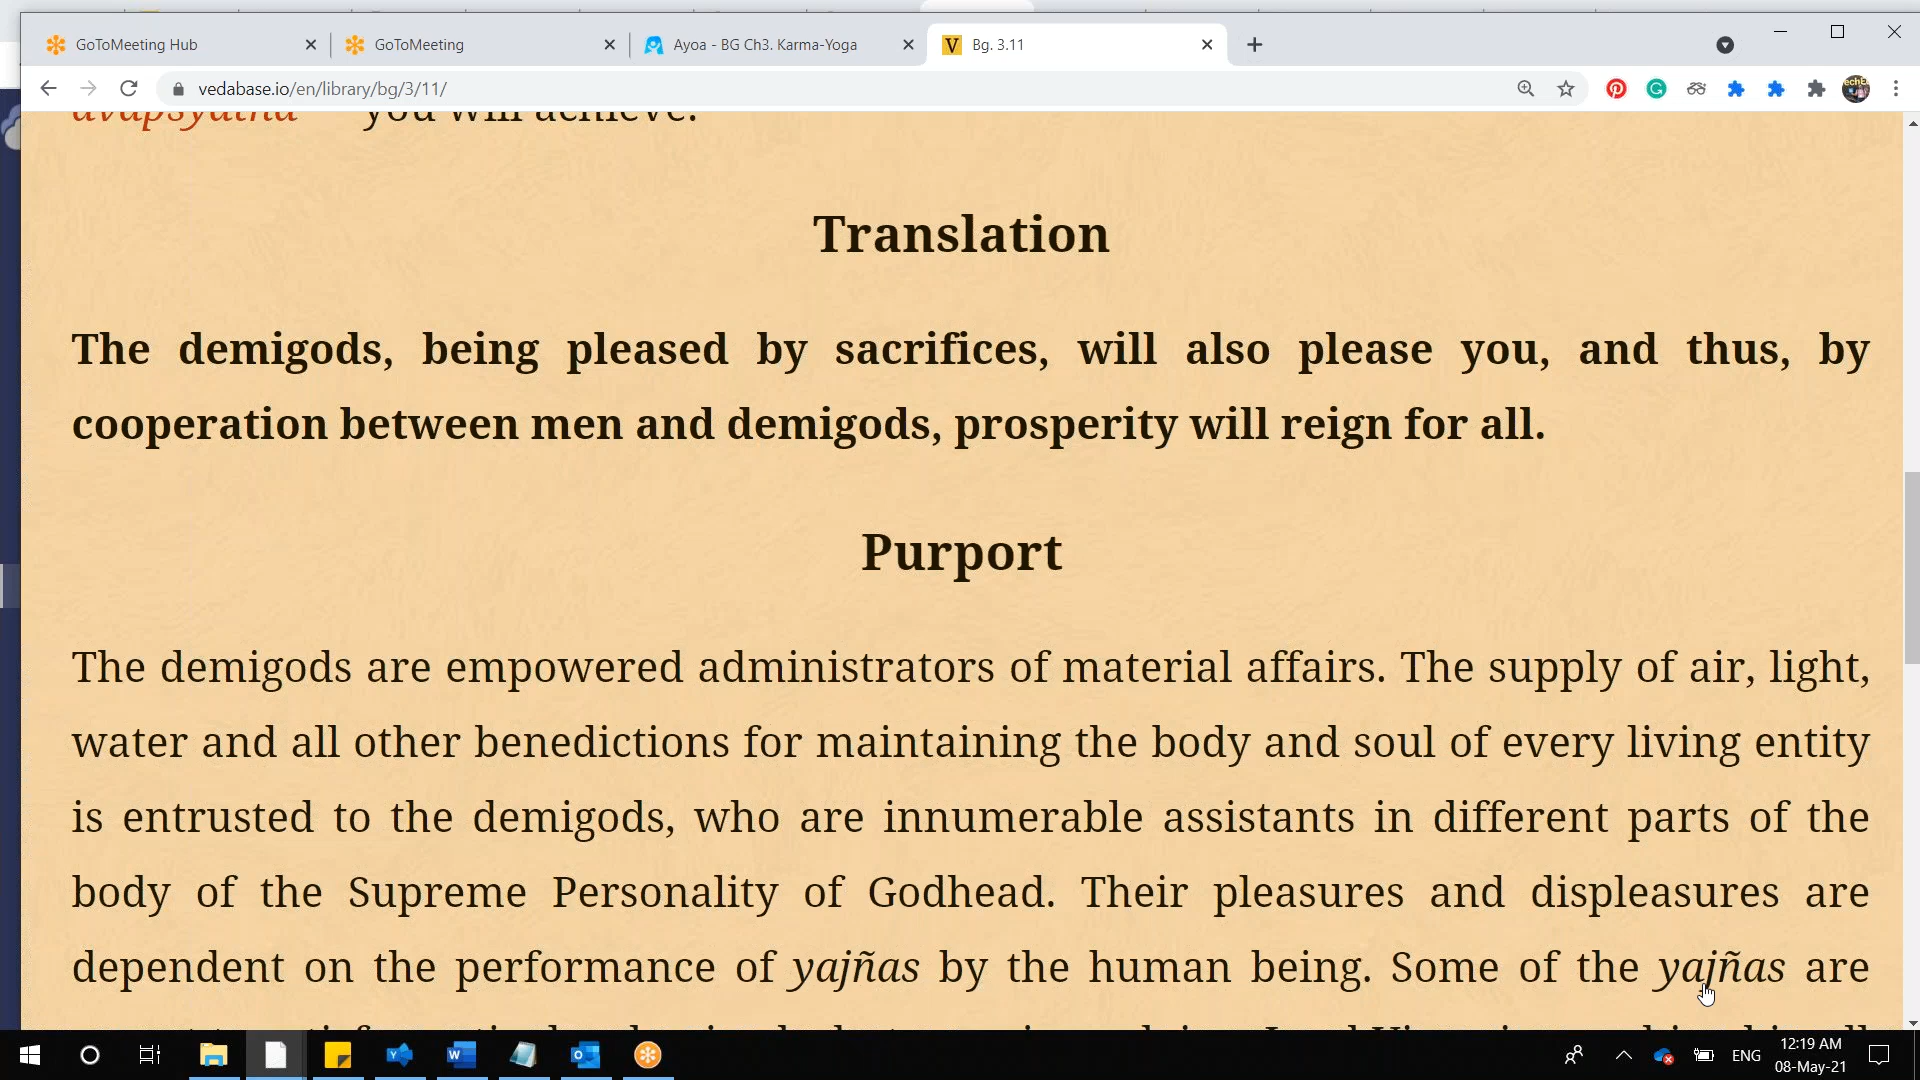 GoToMeeting Hub
GoToMeeting
Ayoa - BG Ch3. Karma-Yoga
Bg. 3.11
vedabase.io/en/library/bg/3/11/
you will achieve.
Translation
The demigods, being pleased by sacrifices, will also please you, and thus, by
cooperation between men and demigods, prosperity will reign for all.
Purport
The demigods are empowered administrators of material affairs. The supply of air, light,
water and all other benedictions for maintaining the body and soul of every living entity
is entrusted to the demigods, who are innumerable assistants in different parts of the
body of the Supreme Personality of Godhead. Their pleasures and displeasures are
dependent on the performance of yajñas by the human being. Some of the yajñas are
ENG
12:19 AM
08-May-21